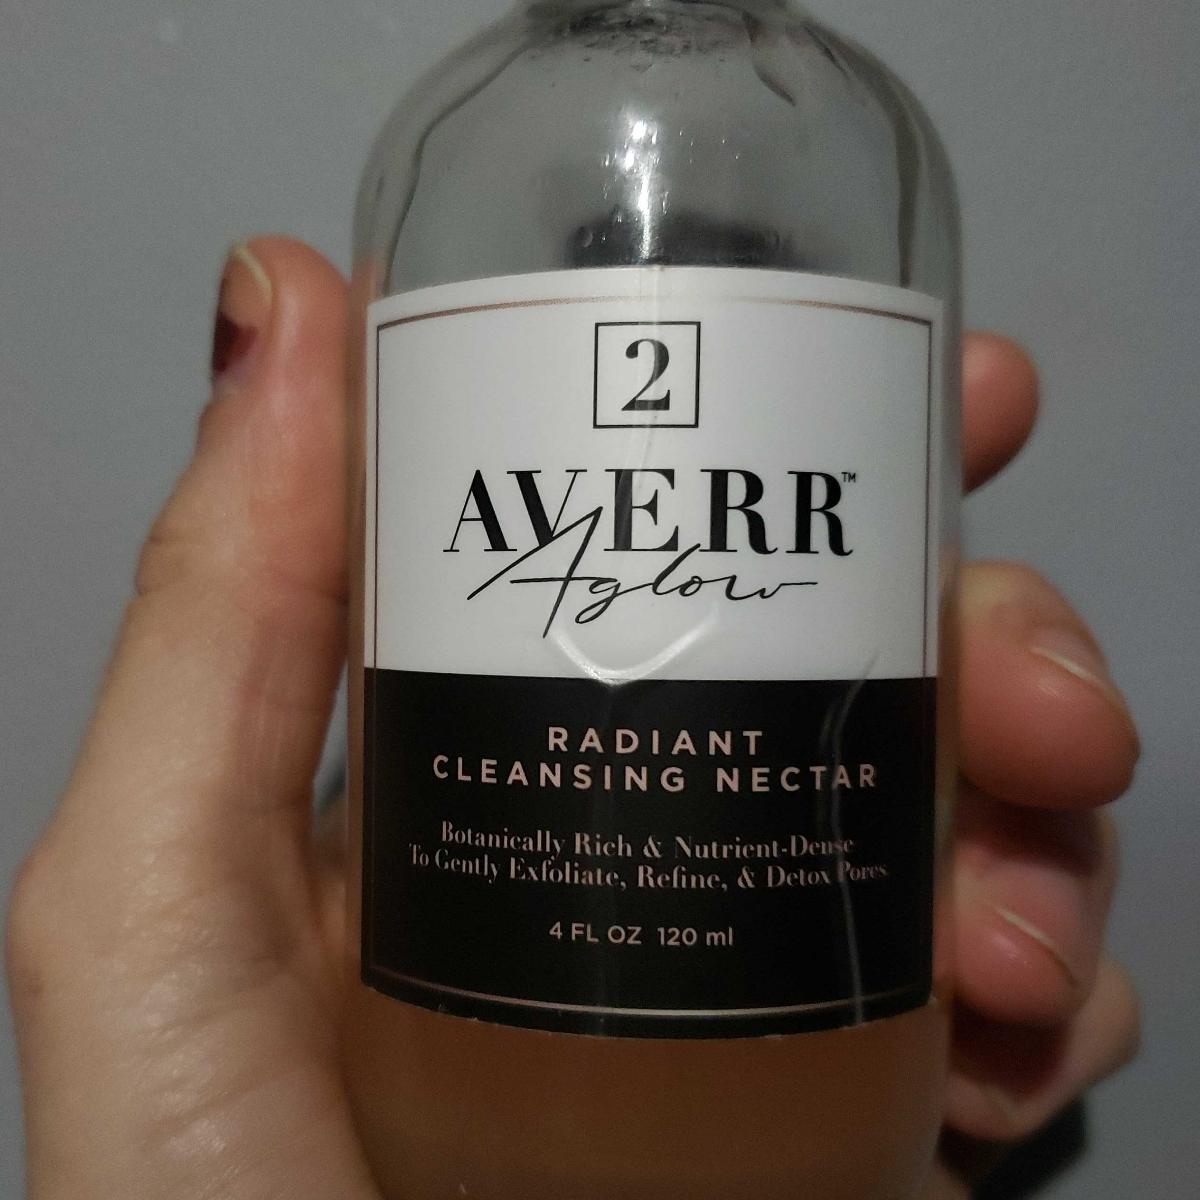 2
AVERR™
Aglow
RADIANT
CLEANSING NECTAR
Botanically Rich & Nutrient-Dense
To Gently Exfoliate, Refine, & Detox Pores
4 FL OZ 120 ml